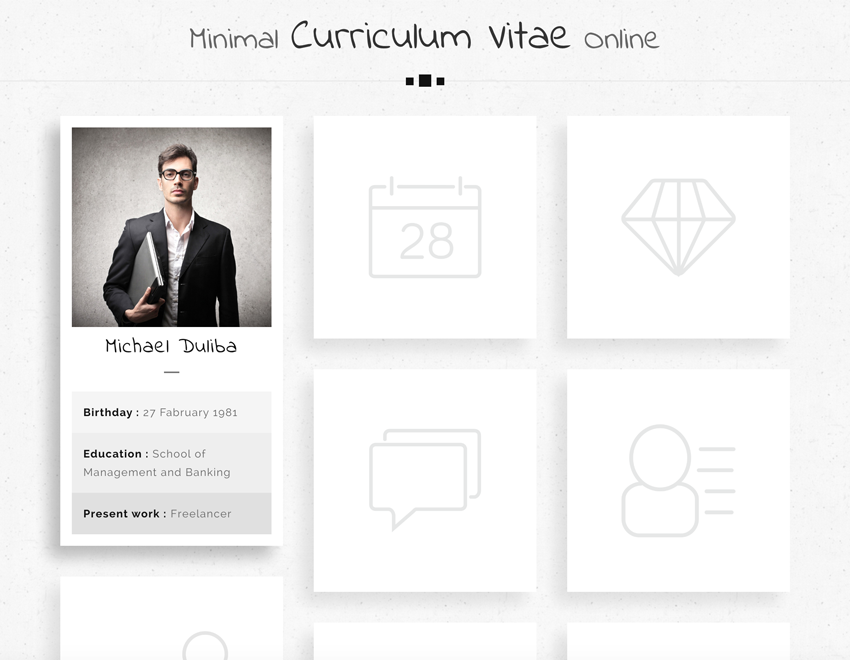 Minimal Curriculum Vitae Online
28
Michael Duliba
Birthday : 27 Fabruary 1981
Education : School of
Management and Banking
Present work : Freelancer